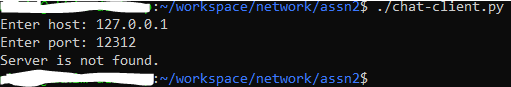 :~/workspace/network/assn2$ ./chat-client.py
Enter host: 127.0.0.1
Enter port: 12312
Server is not found.
:~/workspace/network/assn2$